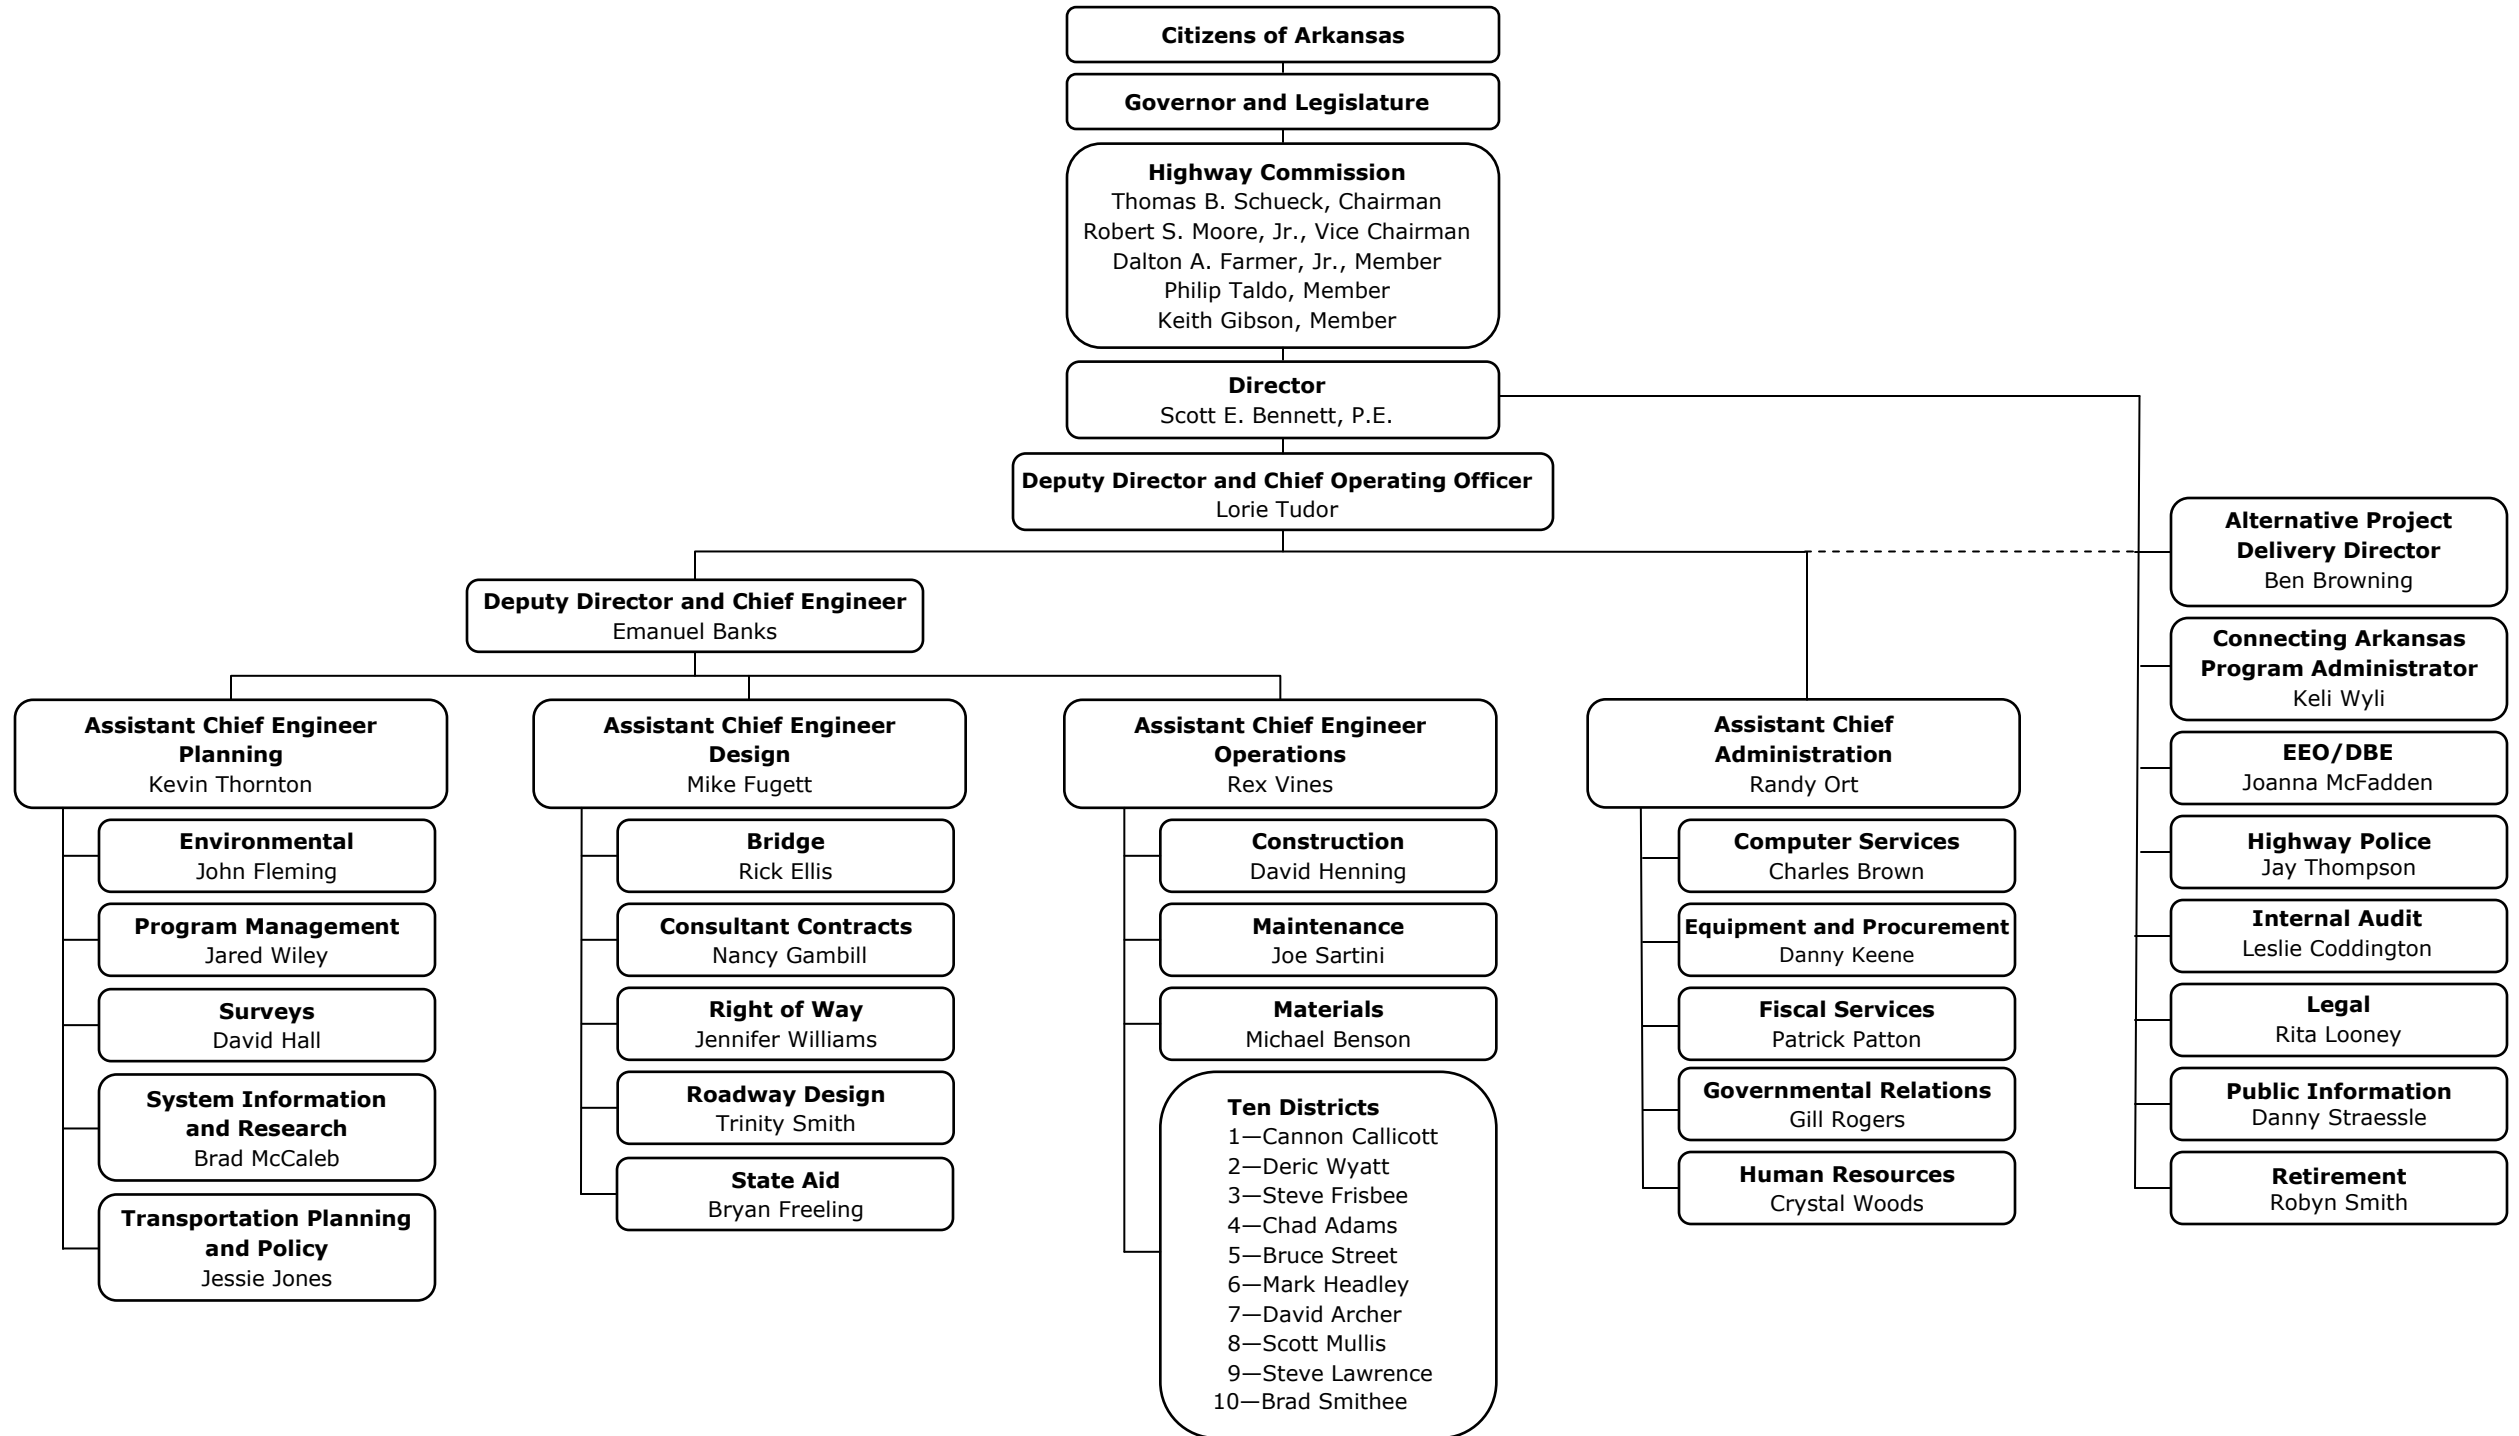 Citizens of Arkansas
Governor and Legislature
Highway Commission
Thomas B. Schueck, Chairman
Robert S. Moore, Jr., Vice Chairman
Dalton A. Farmer, Jr., Member
Philip Taldo, Member
Keith Gibson, Member
Director
Scott E. Bennett, P.E.
Deputy Director and Chief Operating Officer
Lorie Tudor
Deputy Director and Chief Engineer
Emanuel Banks
Assistant Chief Engineer
Planning
Kevin Thornton
Environmental
John Fleming
Program Management
Jared Wiley
Surveys
David Hall
System Information
and Research
Brad McCaleb
Transportation Planning
and Policy
Jessie Jones
Assistant Chief Engineer
Design
Mike Fugett
Bridge
Rick Ellis
Consultant Contracts
Nancy Gambill
Right of Way
Jennifer Williams
Roadway Design
Trinity Smith
State Aid
Bryan Freeling
Assistant Chief Engineer
Operations
Rex Vines
Construction
David Henning
Maintenance
Joe Sartini
Materials
Michael Benson
Ten Districts
1—Cannon Callicott
2—Deric Wyatt
3—Steve Frisbee
4—Chad Adams
5—Bruce Street
6—Mark Headley
7—David Archer
8—Scott Mullis
9—Steve Lawrence
10—Brad Smithee
Assistant Chief
Administration
Randy Ort
Computer Services
Charles Brown
Equipment and Procurement
Danny Keene
Fiscal Services
Patrick Patton
Governmental Relations
Gill Rogers
Human Resources
Crystal Woods
Alternative Project
Delivery Director
Ben Browning
Connecting Arkansas
Program Administrator
Keli Wyli
EEO/DBE
Joanna McFadden
Highway Police
Jay Thompson
Internal Audit
Leslie Coddington
Legal
Rita Looney
Public Information
Danny Straessle
Retirement
Robyn Smith